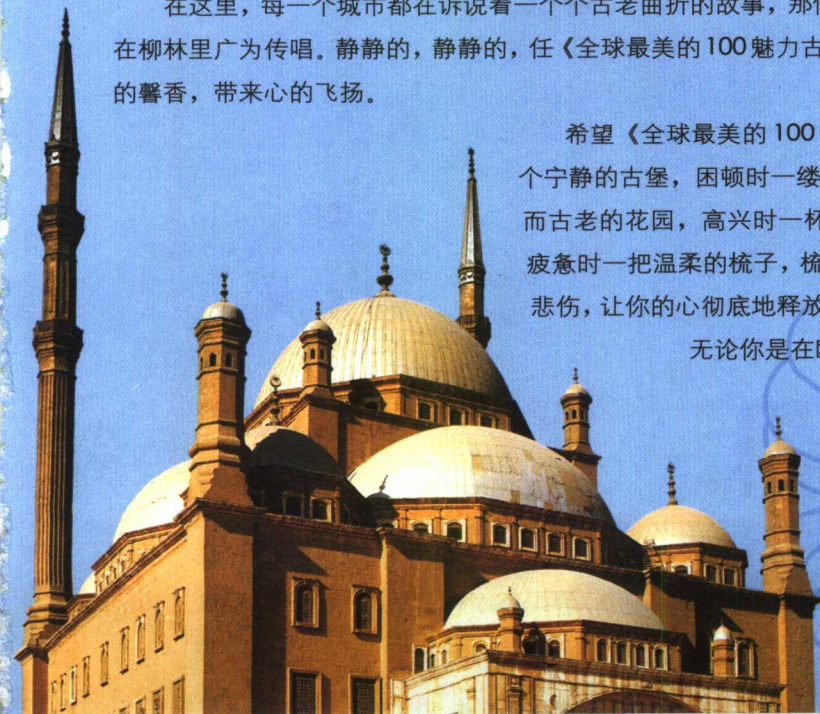 在这里，每一个城市都在诉说着一个个古老曲折的故事，那
在柳林里广为传唱。静静的，静静的，任《全球最美的100魅力古
的馨香，带来心的飞扬。
希望《全球最美的100
个宁静的古堡，困顿时一缕
而古老的花园，高兴时一杯
疲惫时一把温柔的梳子，梳
悲伤，让你的心彻底地释放
无论你是在